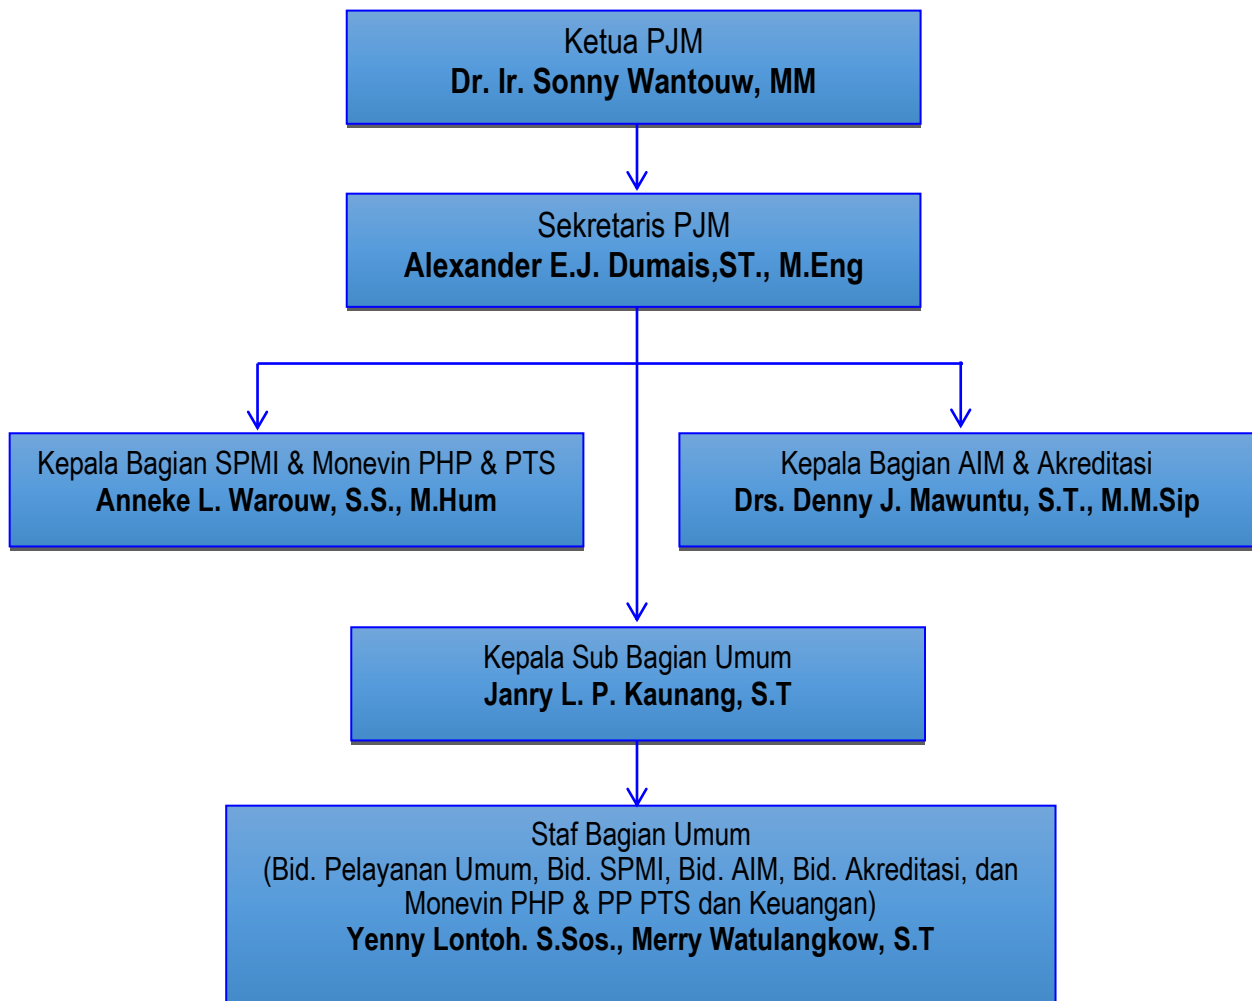 Ketua PJM
Dr. Ir. Sonny Wantouw, MM
Sekretaris PJM
Alexander E.J. Dumais,ST., M.Eng
Kepala Bagian SPMI & Monevin PHP & PTS
Anneke L. Warouw, S.S., M.Hum
Kepala Bagian AIM & Akreditasi
Drs. Denny J. Mawuntu, S.T., M.M.Sip
Kepala Sub Bagian Umum
Janry L. P. Kaunang, S.T
Staf Bagian Umum
(Bid. Pelayanan Umum, Bid. SPMI, Bid. AIM, Bid. Akreditasi, dan
Monevin PHP & PP PTS dan Keuangan)
Yenny Lontoh. S.Sos., Merry Watulangkow, S.T